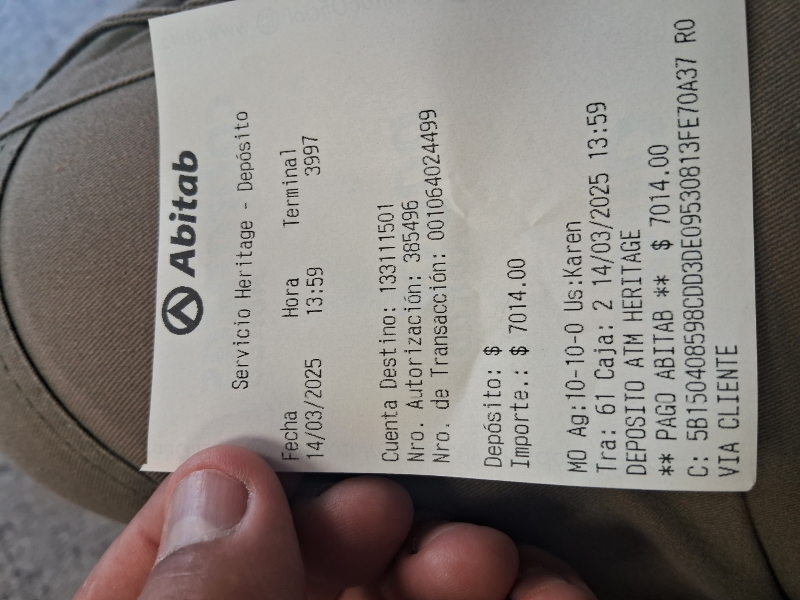 Abitab
Servicio Heritage - Depósito
Fecha Hora Terminal
14/03/2025 13:59 3997
Cuenta Destino: 133111501
Nro. Autorización: 385496
Nro. de Transacción: 001064024499
Depósito: $
Importe.: $ 7014.00
MO Ag:10-10-0 Us:Karen
Tra: 61 Caja: 2 14/03/2025 13:59
DEPOSITO ATM HERITAGE
** PAGO ABITAB ** $ 7014.00
C: 5B150408598CDD3DE09530813FE70A37 RO
VIA CLIENTE